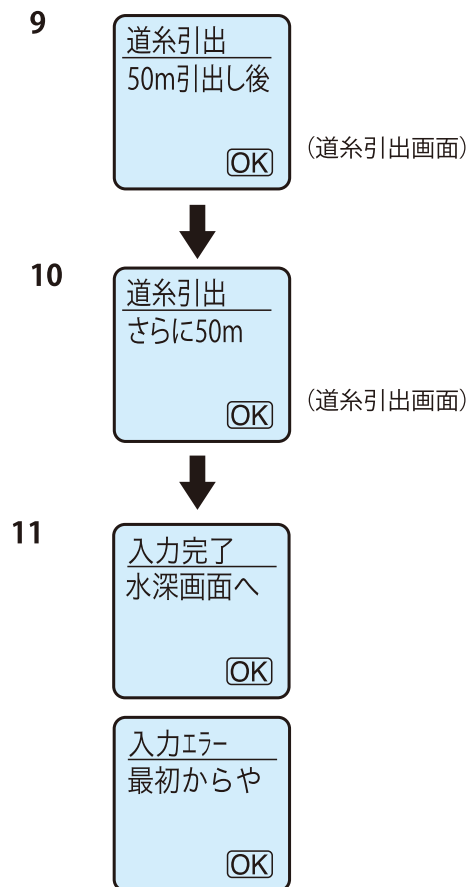 9
道糸引出
50m引出し後
OK
(道糸引出画面)
10
道糸引出
さらに50m
OK
(道糸引出画面)
11
入力完了
水深画面へ
OK
入力エラー
最初からや
OK